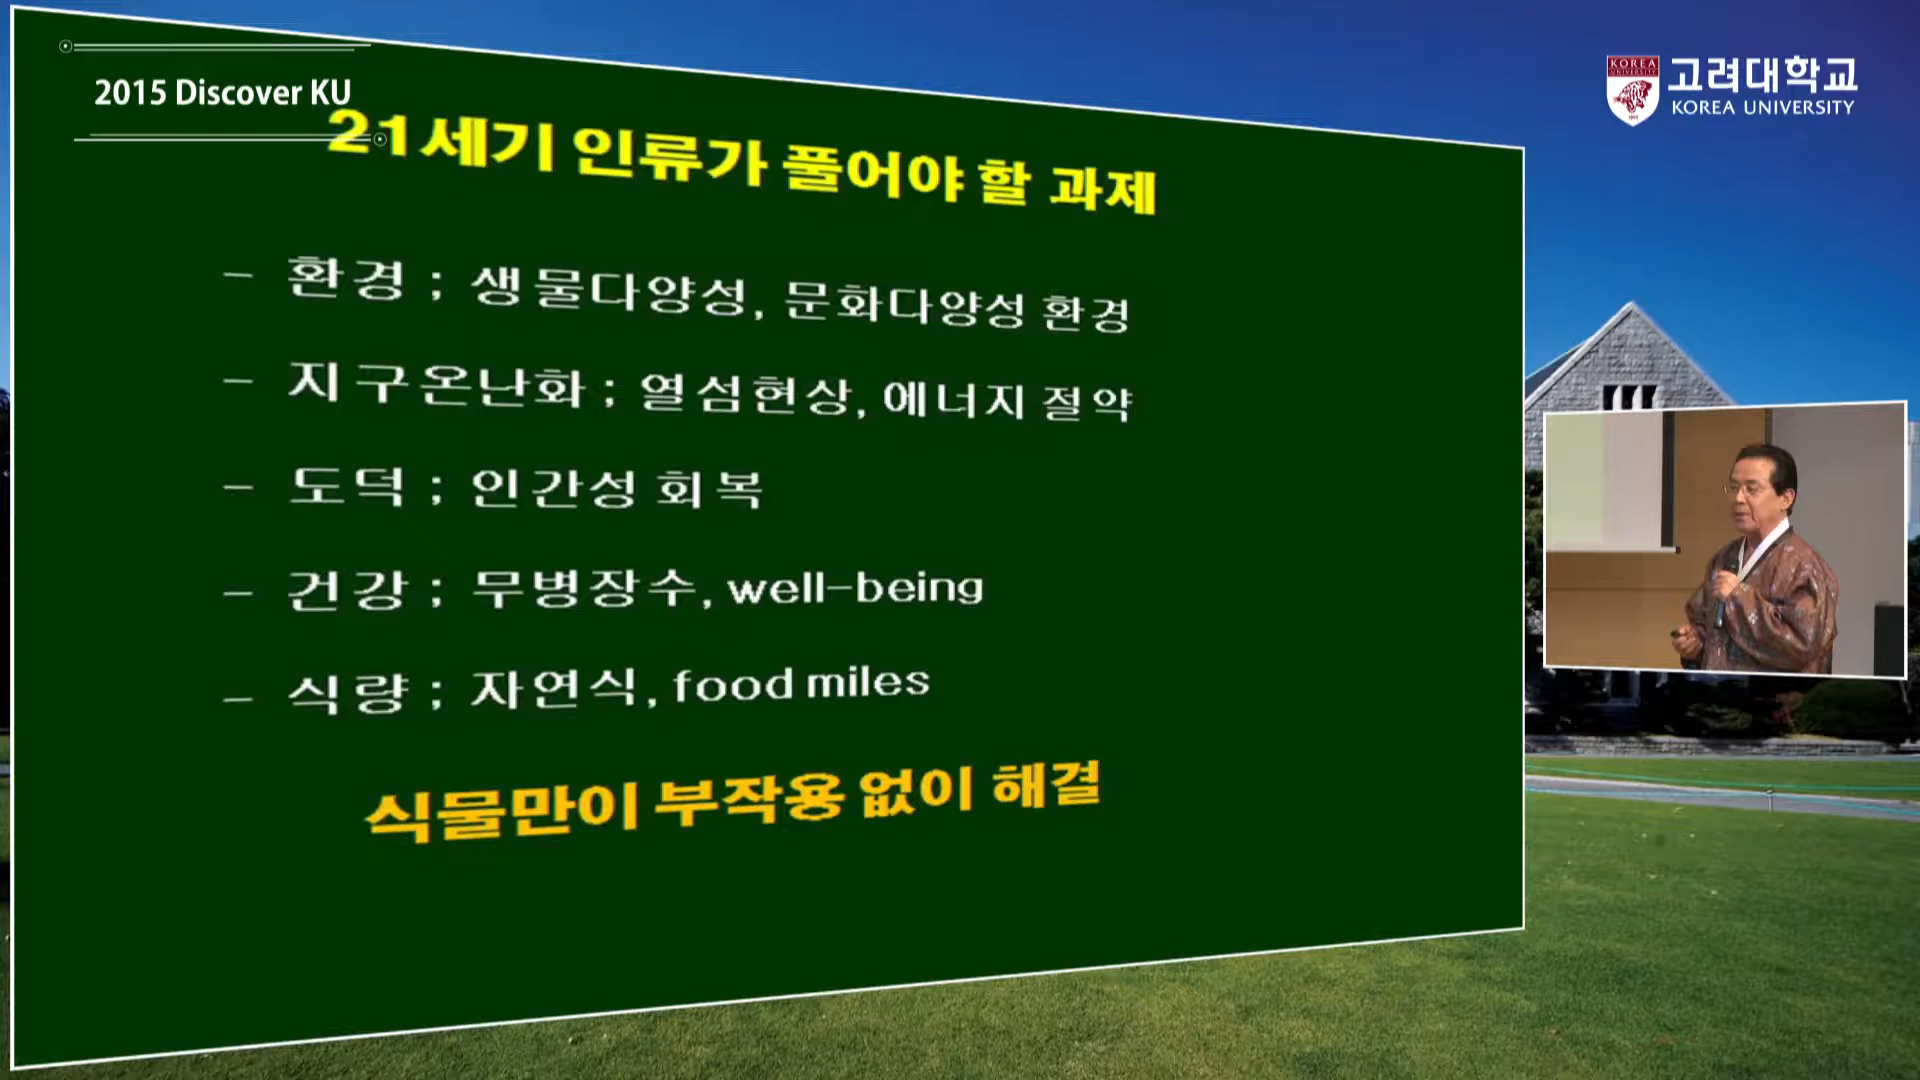 2015 Discover KU
KOREA
UNIVERSITY
고려대학교
KOREA UNIVERSITY
21세기 인류가 풀어야 할 과제
- 환경 ; 생물다양성, 문화다양성 환경
- 지구온난화 ; 열섬현상, 에너지 절약
- 도덕 ; 인간성 회복
- 건강 ; 무병장수, well-being
- 식량 ; 자연식, food miles
식물만이 부작용 없이 해결